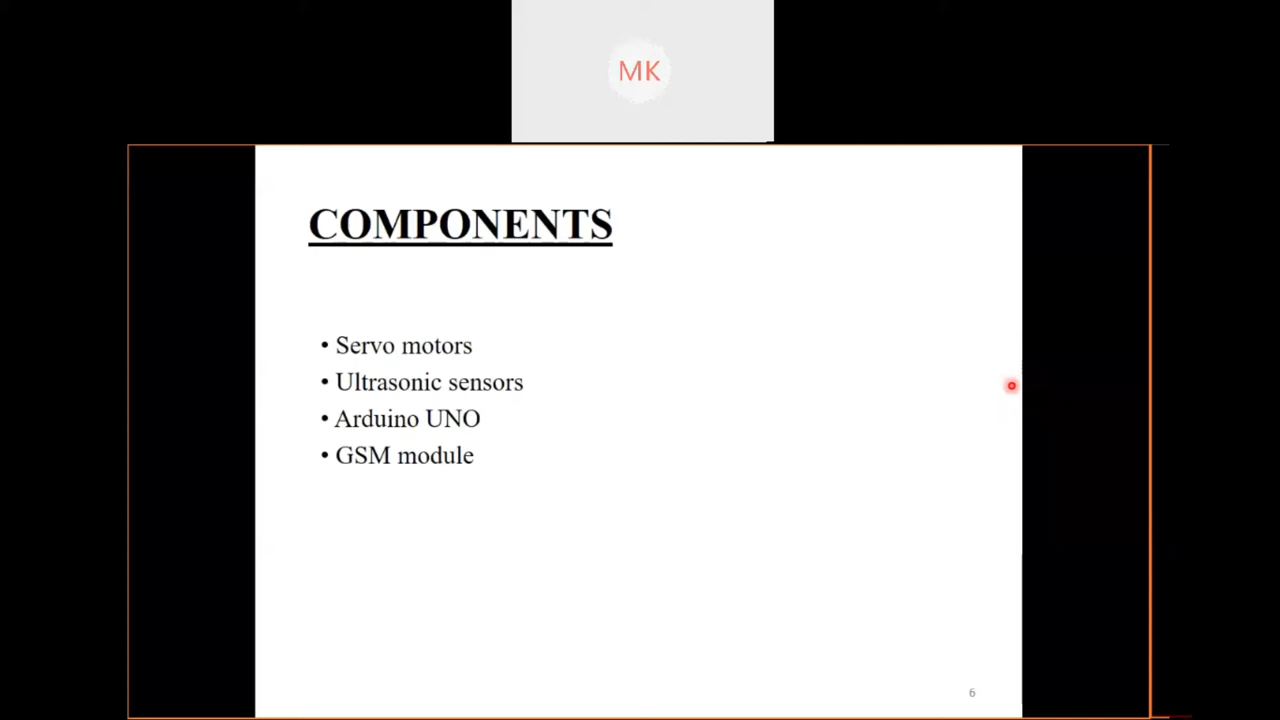 MK
COMPONENTS
• Servo motors
• Ultrasonic sensors
• Arduino UNO
• GSM module
6